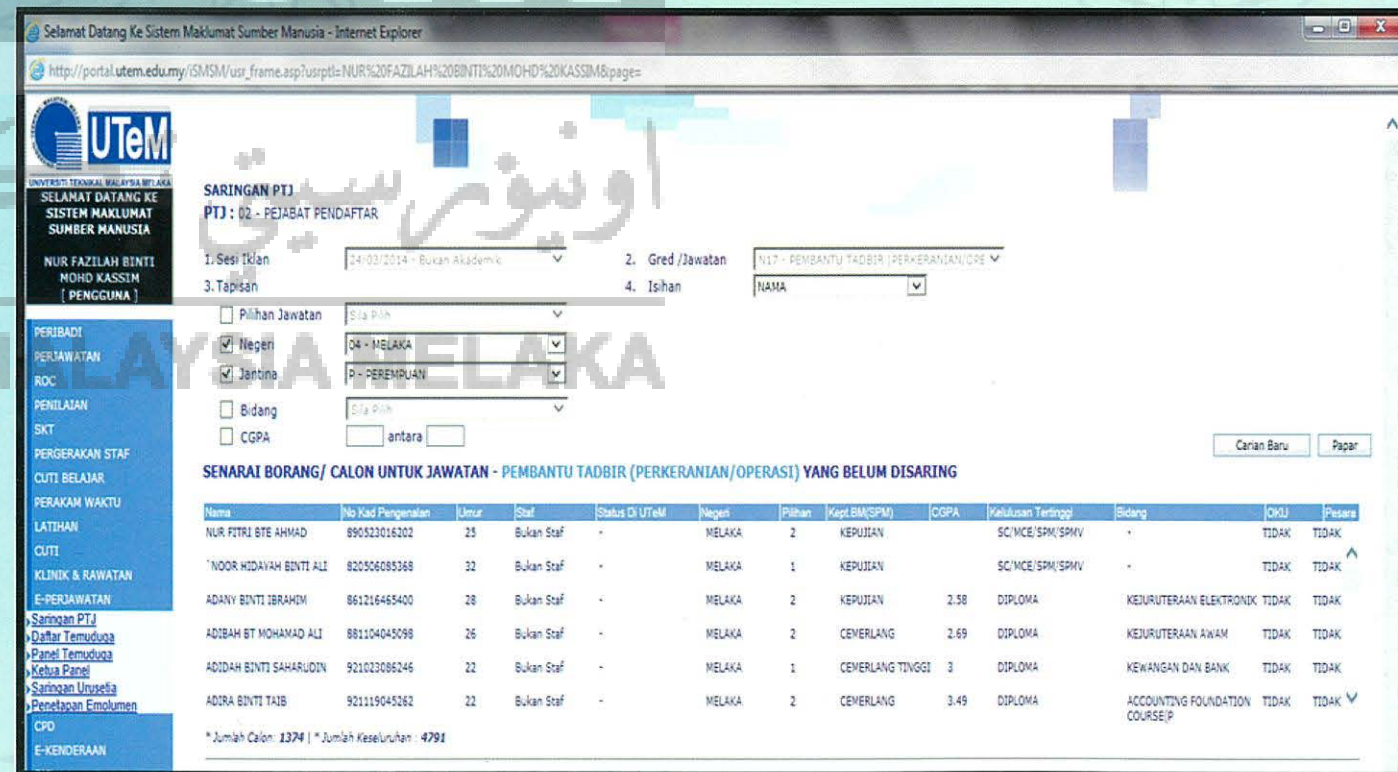 Selamat Datang Ke Sistem Maklumat Sumber Manusia - Internet Explorer
http://portal.utem.edu.my/iSMSM/usr_frame.asp?usrptl=NUR%20FAZILAH%20BINTI%20MOHD%20KASSIM&page=
UTeM
UNIVERSITI TEKNIKAL MALAYSIA MELAKA
SELAMAT DATANG KE
SISTEM MAKLUMAT
SUMBER MANUSIA
NUR FAZILAH BINTI
MOHD KASSIM
[ PENGGUNA ]
PERIBADI
PERJAWATAN
ROC
PENILAIAN
SKT
PERGERAKAN STAF
CUTI BELAJAR
PERAKAM WAKTU
LATIHAN
CUTI
KLINIK & RAWATAN
E-PERJAWATAN
Saringan PTJ
Daftar Temuduga
Panel Temuduga
Ketua Panel
Saringan Urusetia
Penetapan Emolumen
CPD
E-KENDERAAN
اونيۏرسيتي
MALAYSIA MELAKA
SARINGAN PTJ
PTJ : 02 - PEJABAT PENDAFTAR
1. Sesi Iklan 24/03/2014 - Bukan Akademik 2. Gred /Jawatan N17 - PEMBANTU TADBIR (PERKERANIAN/OPE
3. Tapisan 4. Isihan NAMA
Pilihan Jawatan Sila Pilih
Negeri 04 - MELAKA
Jantina P - PEREMPUAN
Bidang Sila Pilih
CGPA antara
Carian Baru Papar
SENARAI BORANG/ CALON UNTUK JAWATAN - PEMBANTU TADBIR (PERKERANIAN/OPERASI) YANG BELUM DISARING
Nama No Kad Pengenalan Umur Staf Status Di UTeM Negeri Pilihan Kept.BM(SPM) CGPA Kelulusan Tertinggi Bidang OKU Pesara
NUR FITRI BTE AHMAD 890523016202 25 Bukan Staf - MELAKA 2 KEPUJIAN SC/MCE/SPM/SPMV - TIDAK TIDAK
`NOOR HIDAYAH BINTI ALI 820506085368 32 Bukan Staf - MELAKA 1 KEPUJIAN SC/MCE/SPM/SPMV - TIDAK TIDAK
ADANY BINTI IBRAHIM 861216465400 28 Bukan Staf - MELAKA 2 KEPUJIAN 2.58 DIPLOMA KEJURUTERAAN ELEKTRONIK TIDAK TIDAK
ADIBAH BT MOHAMAD ALI 881104045098 26 Bukan Staf - MELAKA 2 CEMERLANG 2.69 DIPLOMA KEJURUTERAAN AWAM TIDAK TIDAK
ADIDAH BINTI SAHARUDIN 921023086246 22 Bukan Staf - MELAKA 1 CEMERLANG TINGGI 3 DIPLOMA KEWANGAN DAN BANK TIDAK TIDAK
ADIRA BINTI TAIB 921119045262 22 Bukan Staf - MELAKA 2 CEMERLANG 3.49 DIPLOMA ACCOUNTING FOUNDATION TIDAK TIDAK
COURSE(P
* Jumlah Calon: 1374 | * Jumlah Keseluruhan : 4791